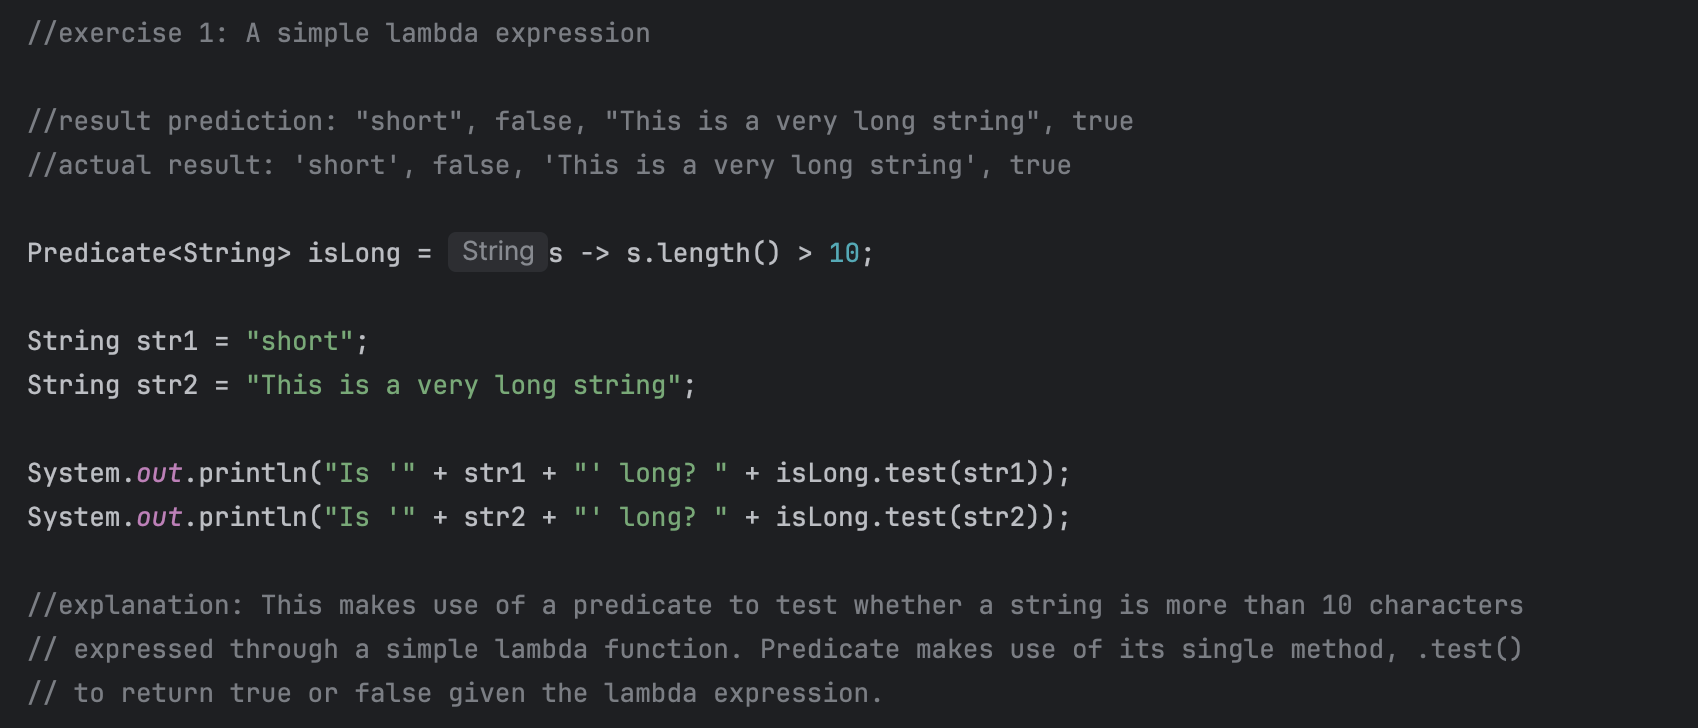 //exercise 1: A simple lambda expression
//result prediction: "short", false, "This is a very long string", true
//actual result: 'short', false, 'This is a very long string', true
Predicate<String> isLong = String s -> s.length() > 10;
String str1 = "short";
String str2 = "This is a very long string";
System.out.println("Is '" + str1 + "' long? " + isLong.test(str1));
System.out.println("Is '" + str2 + "' long? " + isLong.test(str2));
//explanation: This makes use of a predicate to test whether a string is more than 10 characters
// expressed through a simple lambda function. Predicate makes use of its single method, .test()
// to return true or false given the lambda expression.